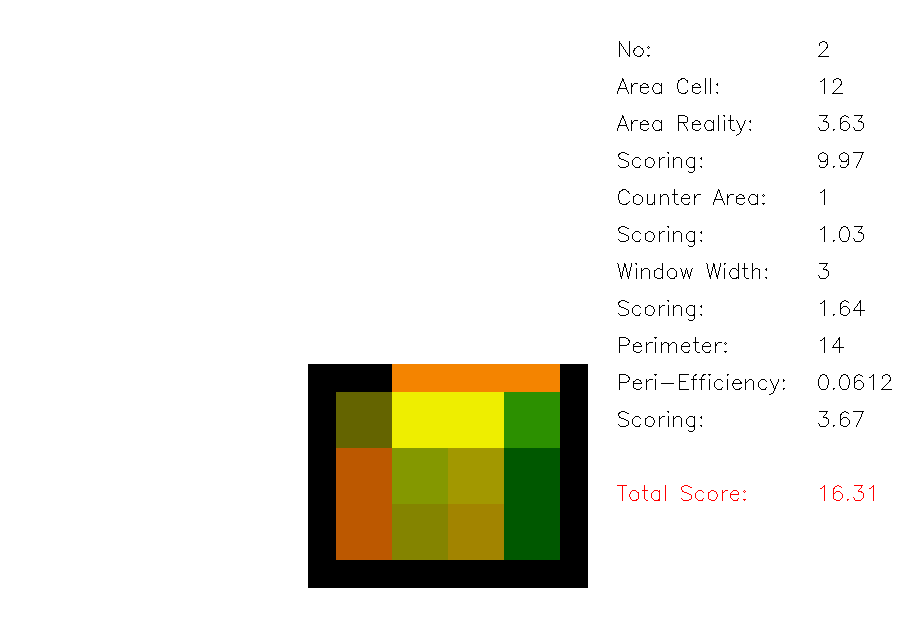 No: 2
Area Cell: 12
Area Reality: 3.63
Scoring: 9.97
Counter Area: 1
Scoring: 1.03
Window Width: 3
Scoring: 1.64
Perimeter: 14
Peri-Efficiency: 0.0612
Scoring: 3.67
Total Score: 16.31